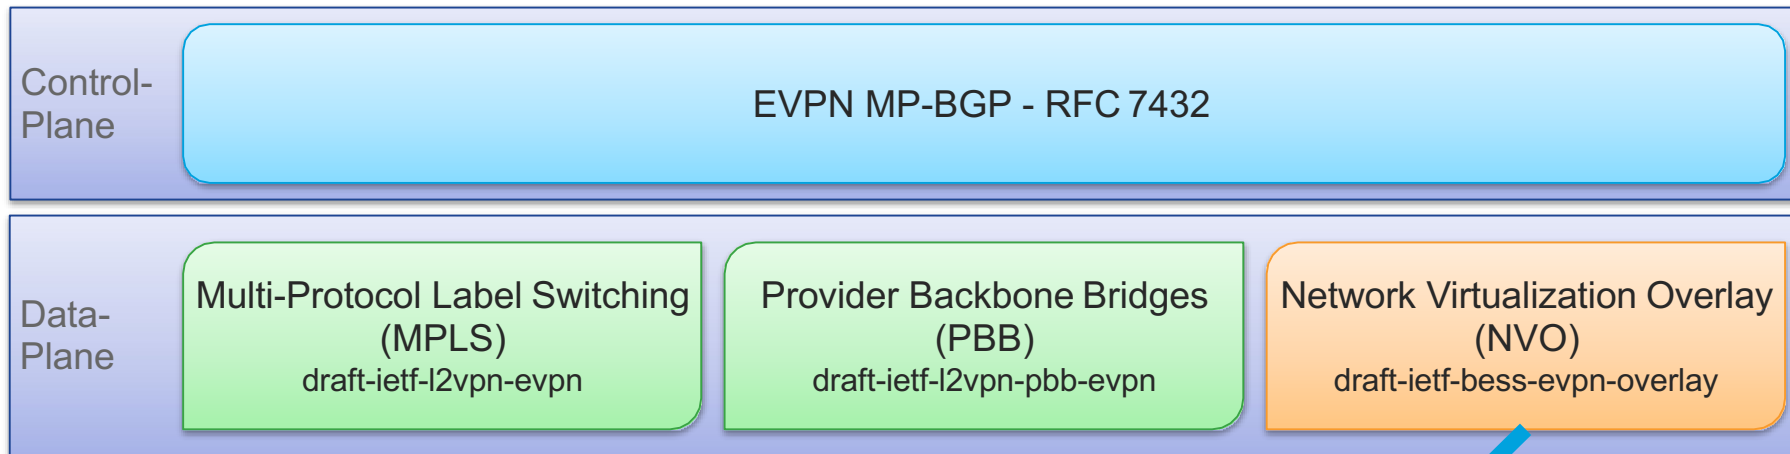 Control-
Plane
EVPN MP-BGP - RFC 7432
Data-
Plane
Multi-Protocol Label Switching
(MPLS)
draft-ietf-l2vpn-evpn
Provider Backbone Bridges
(PBB)
draft-ietf-l2vpn-pbb-evpn
Network Virtualization Overlay
(NVO)
draft-ietf-bess-evpn-overlay